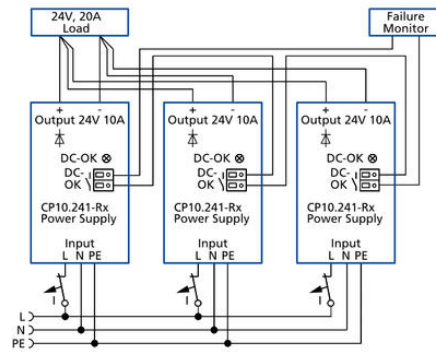 24V, 20A
Load
Failure
Monitor
+ -
Output 24V 10A
DC-OK
DC-
OK
CP10.241-Rx
Power Supply
Input
L N PE
I
+ -
Output 24V 10A
DC-OK
DC-
OK
CP10.241-Rx
Power Supply
Input
L N PE
I
+ -
Output 24V 10A
DC-OK
DC-
OK
CP10.241-Rx
Power Supply
Input
L N PE
I
L
N
PE